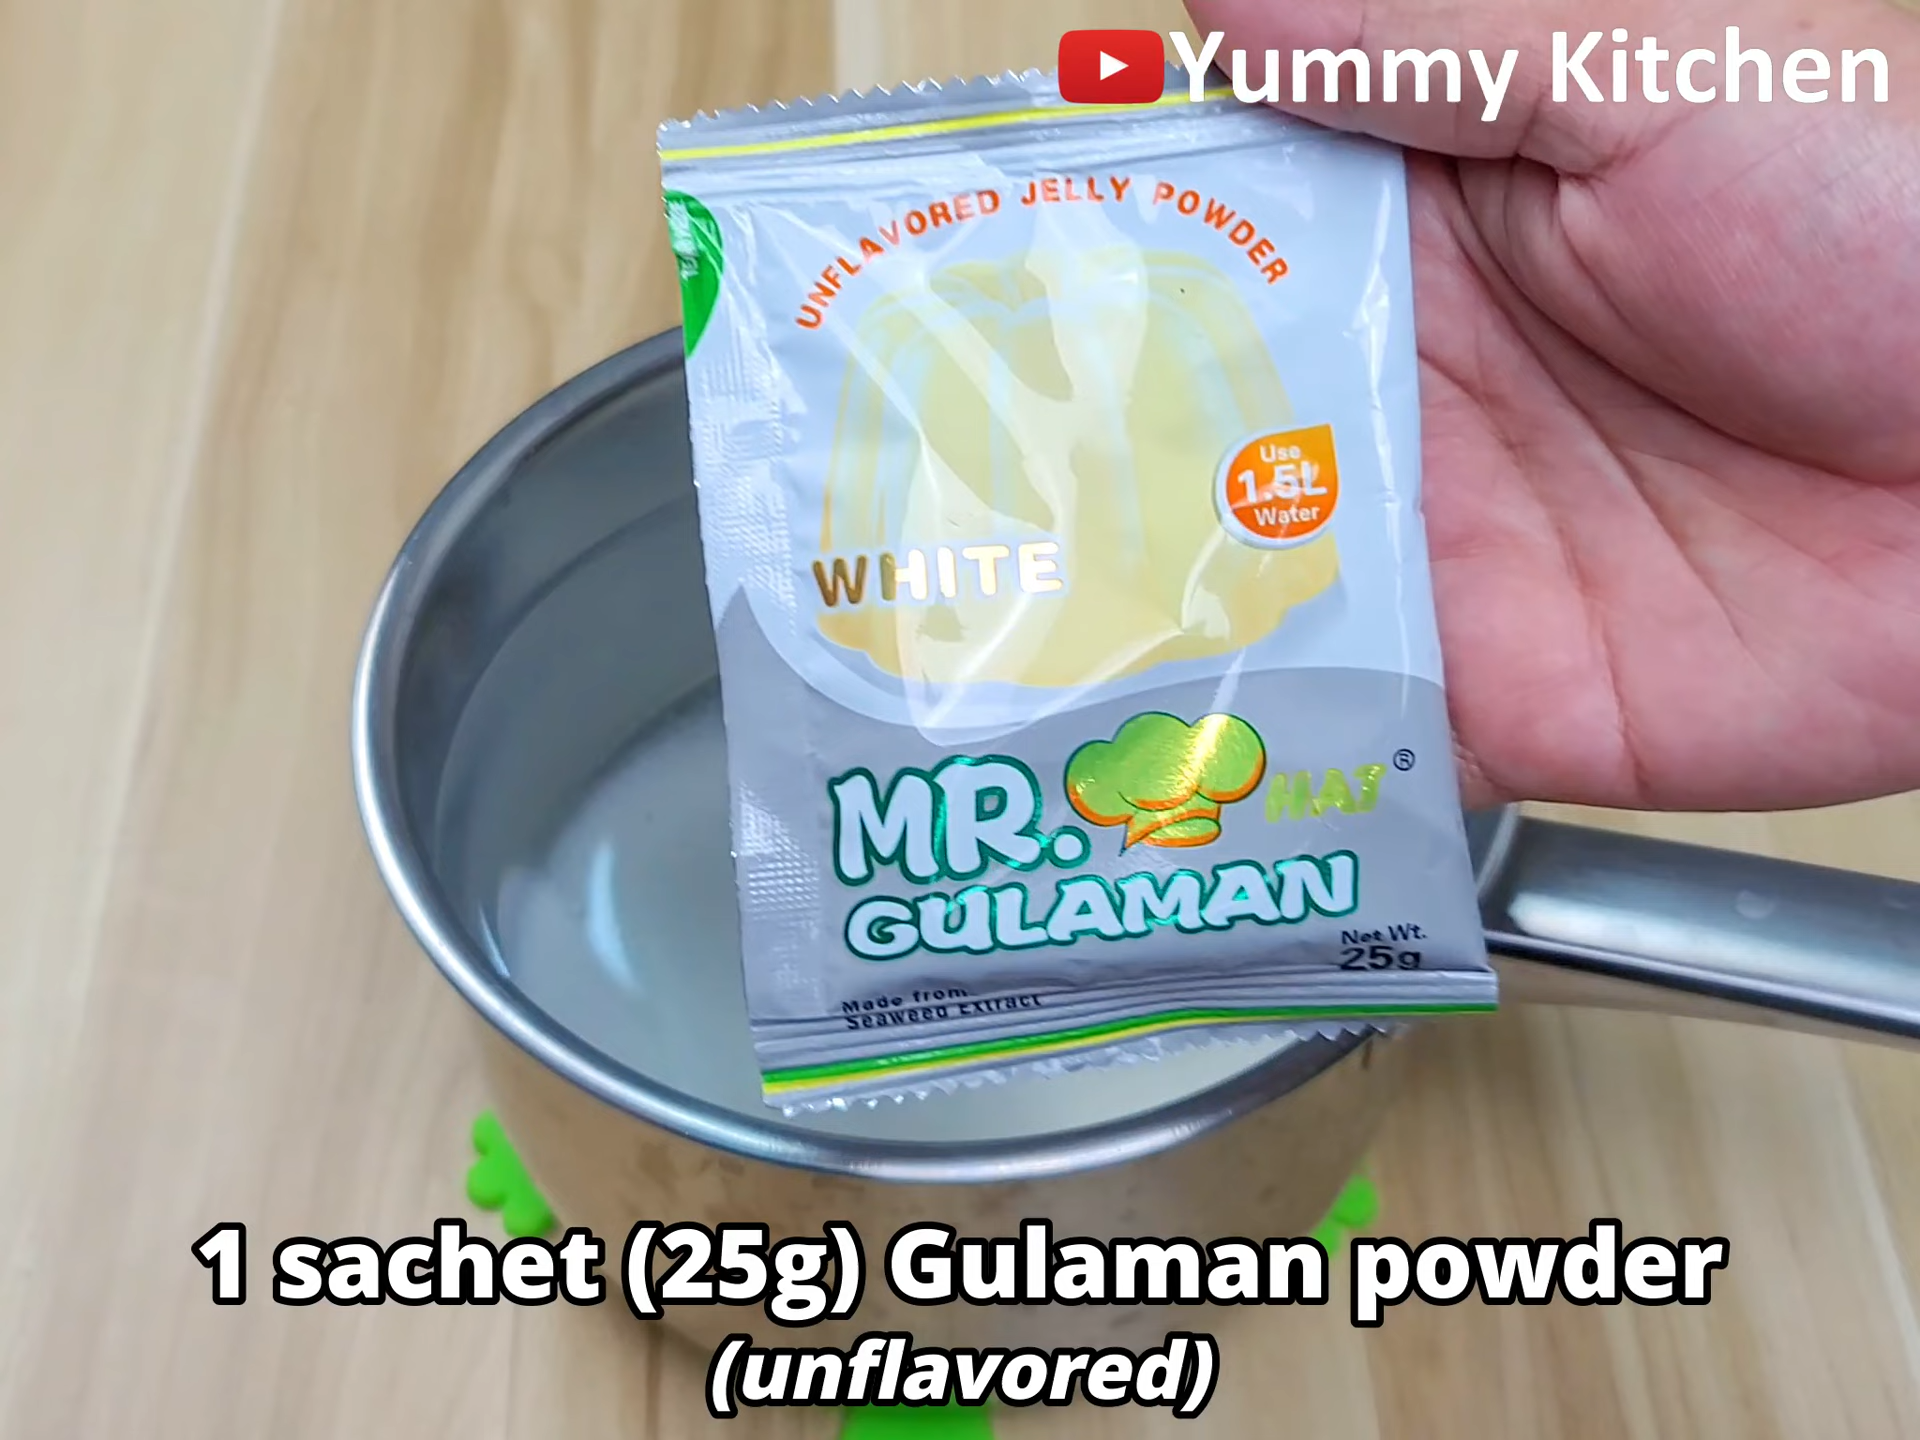 Yummy Kitchen
UNFLAVORED JELLY POWDER
Use
1.5L
Water
WHITE
MR.
HAT®
GULAMAN
Net Wt.
25g
Made from
Seaweed Extract
1 sachet (25g) Gulaman powder
(unflavored)